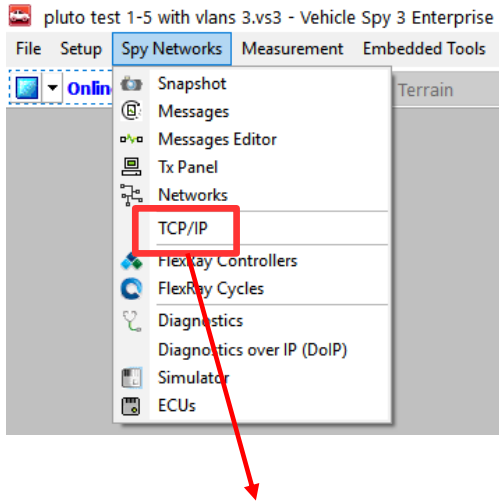 pluto test 1-5 with vlans 3.vs3 - Vehicle Spy 3 Enterprise
File Setup Spy Networks Measurement Embedded Tools
Onlin Terrain
Snapshot
Messages
Messages Editor
Tx Panel
Networks
TCP/IP
FlexRay Controllers
FlexRay Cycles
Diagnostics
Diagnostics over IP (DoIP)
Simulator
ECUs